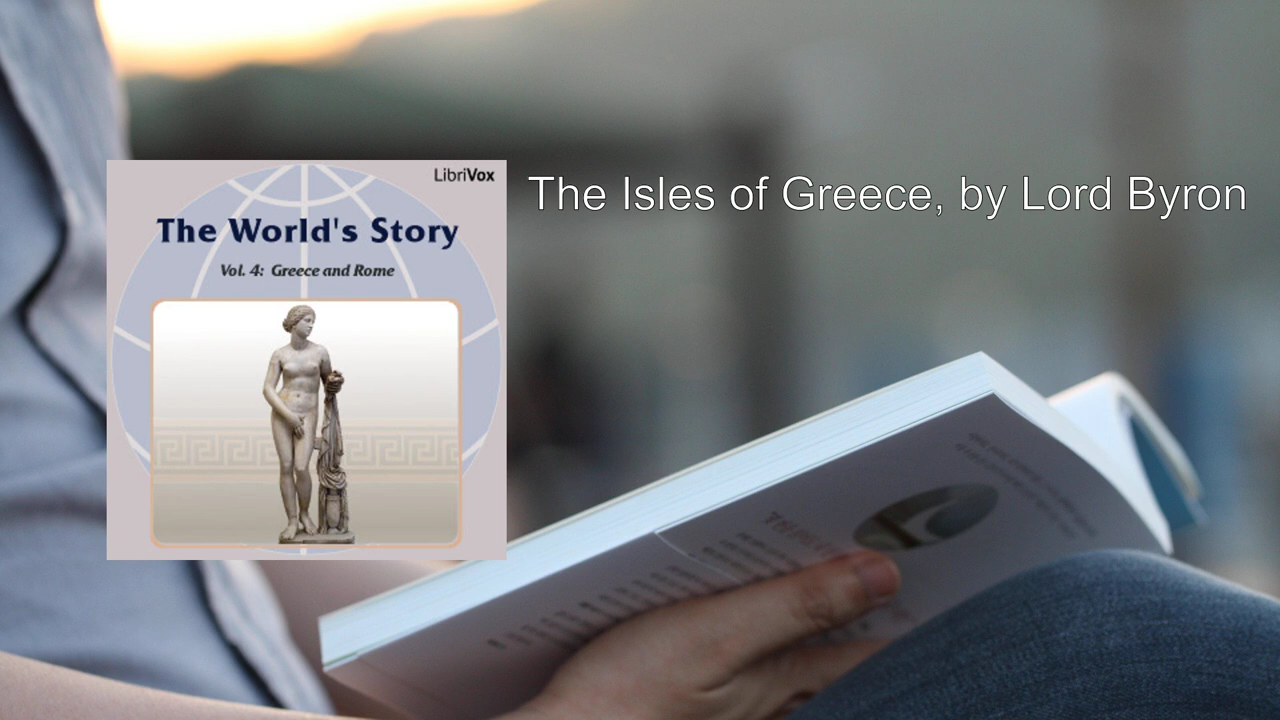 LibriVox
The World's Story
Vol. 4: Greece and Rome
The Isles of Greece, by Lord Byron